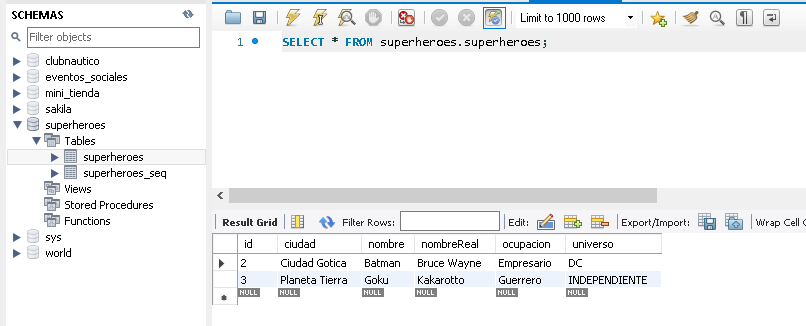 SCHEMAS
Filter objects
clubnautico
eventos_sociales
mini_tienda
sakila
superheroes
Tables
superheroes
superheroes_seq
Views
Stored Procedures
Functions
sys
world
Limit to 1000 rows
1 SELECT * FROM superheroes.superheroes;
Result Grid Filter Rows: Edit: Export/Import: Wrap Cell C
id ciudad nombre nombreReal ocupacion universo
2 Ciudad Gotica Batman Bruce Wayne Empresario DC
3 Planeta Tierra Goku Kakarotto Guerrero INDEPENDIENTE
NULL NULL NULL NULL NULL NULL